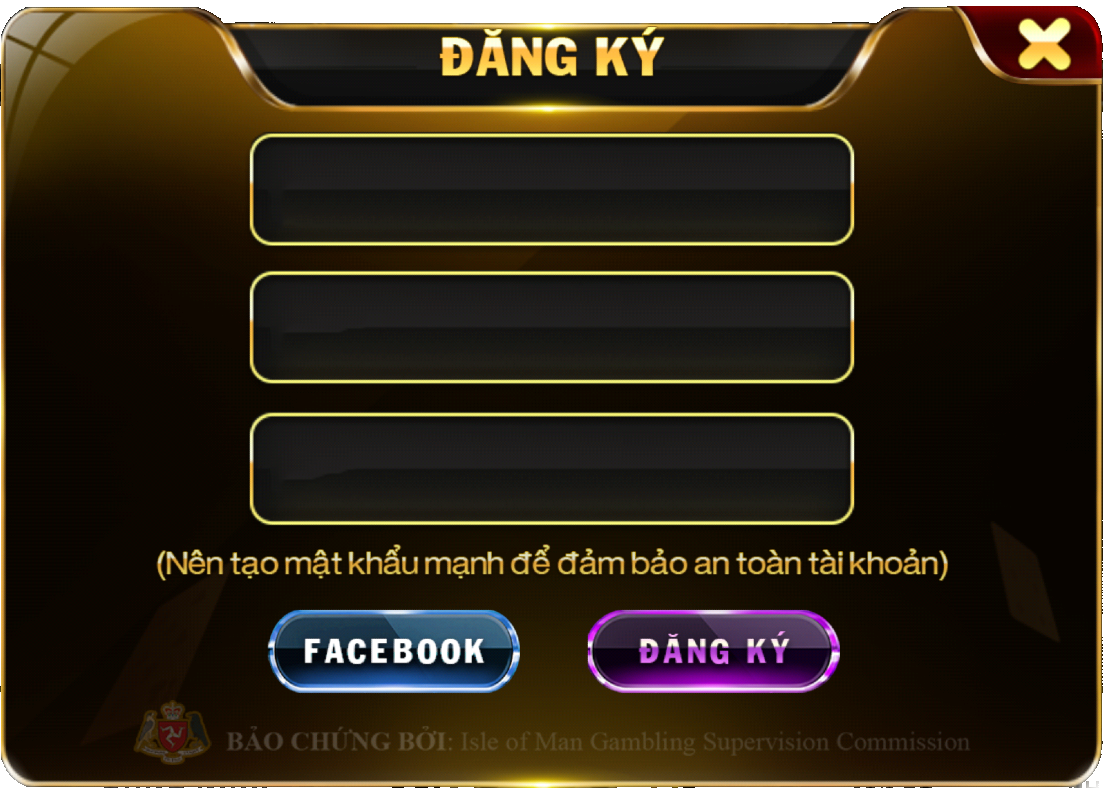 ĐĂNG KÝ
(Nên tạo mật khẩu mạnh để đảm bảo an toàn tài khoản)
FACEBOOK
ĐĂNG KÝ
BẢO CHỨNG BỞI: Isle of Man Gambling Supervision Commission